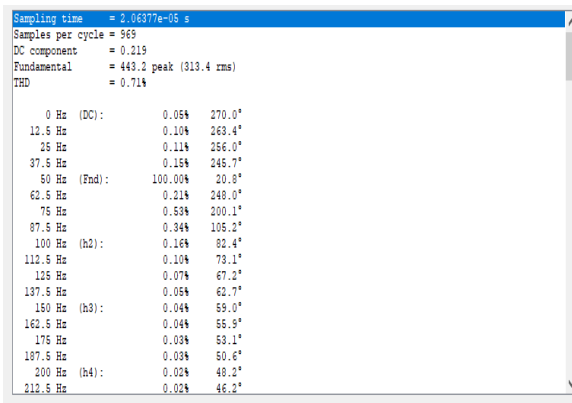 Sampling time = 2.06377e-05 s
Samples per cycle = 969
DC component = 0.219
Fundamental = 443.2 peak (313.4 rms)
THD = 0.71%
0 Hz (DC): 0.05% 270.0°
12.5 Hz 0.10% 263.4°
25 Hz 0.11% 256.0°
37.5 Hz 0.15% 245.7°
50 Hz (Fnd): 100.00% 20.8°
62.5 Hz 0.21% 248.0°
75 Hz 0.53% 200.1°
87.5 Hz 0.34% 105.2°
100 Hz (h2): 0.16% 82.4°
112.5 Hz 0.10% 73.1°
125 Hz 0.07% 67.2°
137.5 Hz 0.05% 62.7°
150 Hz (h3): 0.04% 59.0°
162.5 Hz 0.04% 55.9°
175 Hz 0.03% 53.1°
187.5 Hz 0.03% 50.6°
200 Hz (h4): 0.02% 48.2°
212.5 Hz 0.02% 46.2°